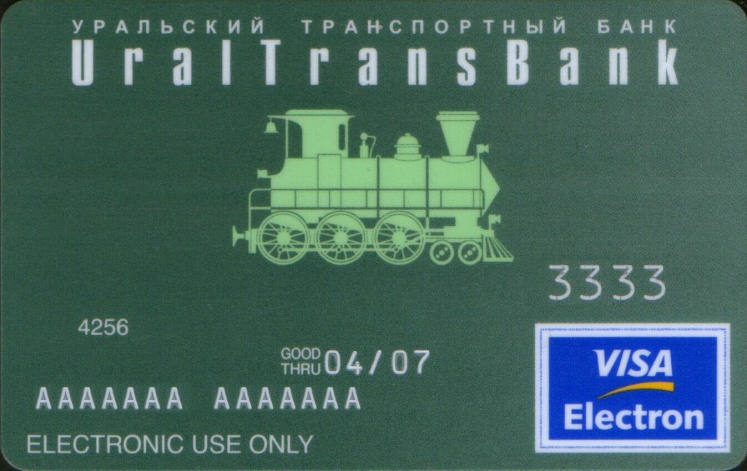 УРАЛЬСКИЙ ТРАНСПОРТНЫЙ БАНК
UralTransBank
3333
4256
GOOD THRU 04/07
AAAAAAA AAAAAAA
ELECTRONIC USE ONLY
VISA
Electron